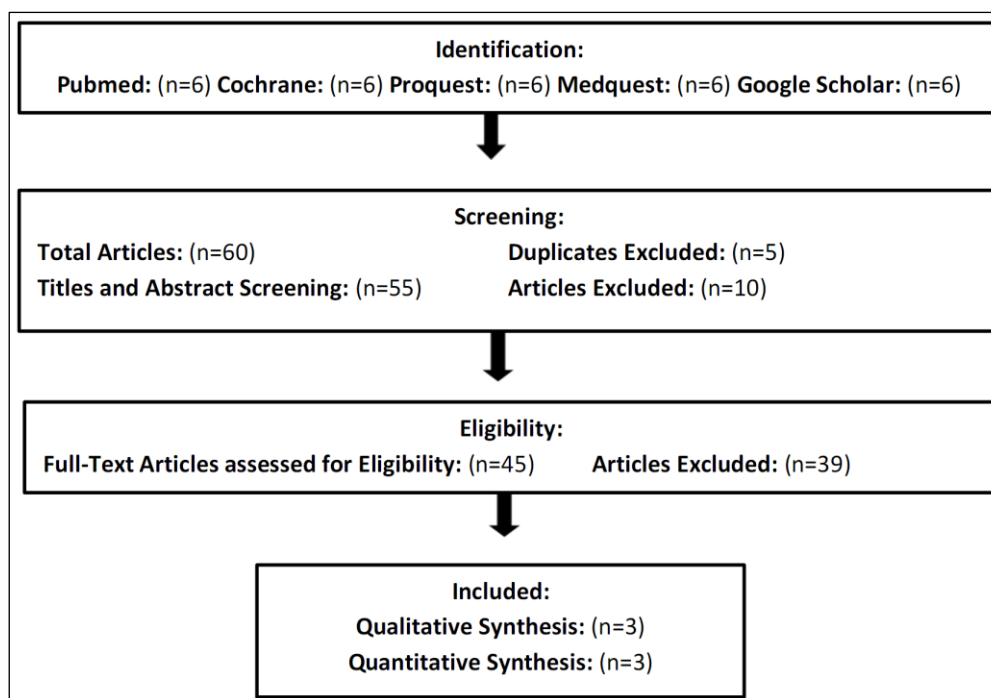 Identification:
Pubmed: (n=6) Cochrane: (n=6) Proquest: (n=6) Medquest: (n=6) Google Scholar: (n=6)
Screening:
Total Articles: (n=60) Duplicates Excluded: (n=5)
Titles and Abstract Screening: (n=55) Articles Excluded: (n=10)
Eligibility:
Full-Text Articles assessed for Eligibility: (n=45) Articles Excluded: (n=39)
Included:
Qualitative Synthesis: (n=3)
Quantitative Synthesis: (n=3)